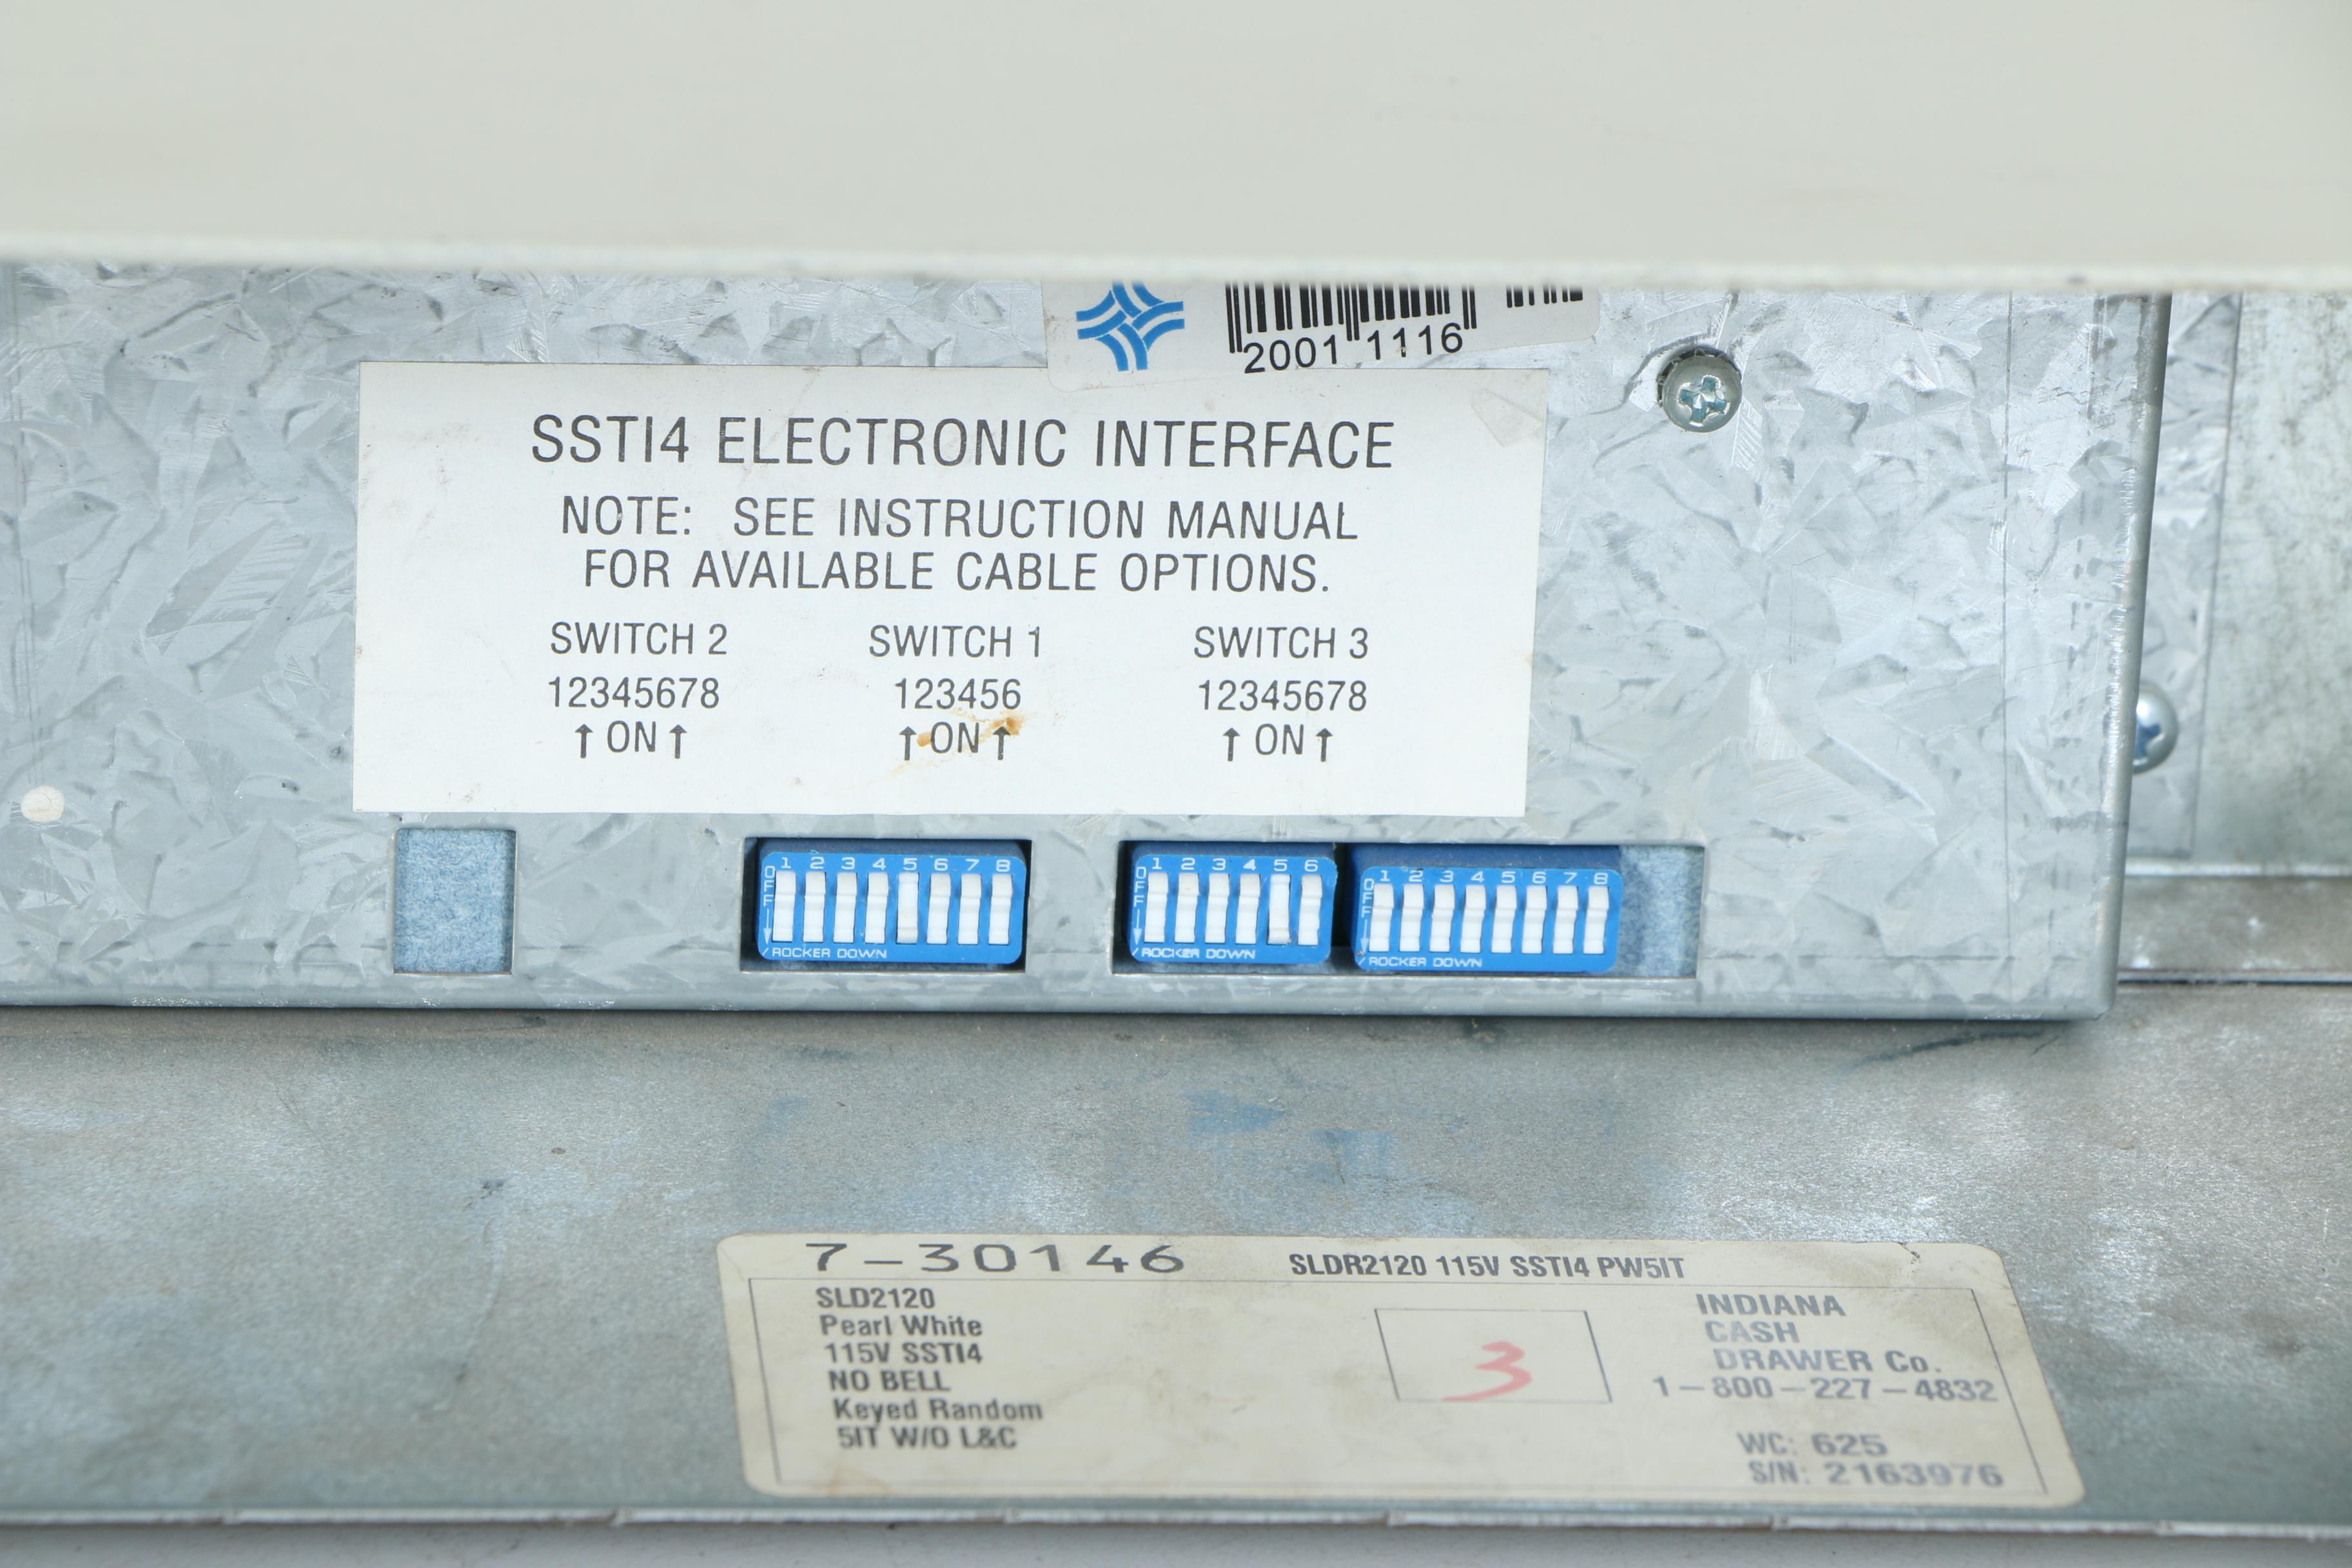 2001 1116
SSTI4 ELECTRONIC INTERFACE
NOTE: SEE INSTRUCTION MANUAL
FOR AVAILABLE CABLE OPTIONS.
SWITCH 2 SWITCH 1 SWITCH 3
12345678 123456 12345678
↑ ON ↑ ↑ ON ↑ ↑ ON ↑
1 2 3 4 5 6 7 8
OFF
/ROCKER DOWN
1 2 3 4 5 6
OFF
/ROCKER DOWN
1 2 3 4 5 6 7 8
OFF
/ROCKER DOWN
7-30146 SLDR2120 115V SSTI4 PW5IT
SLD2120
Pearl White
115V SSTI4
NO BELL
Keyed Random
5IT W/O L&C
3
INDIANA
CASH
DRAWER Co.
1-800-227-4832
WC: 625
S/N: 2163976